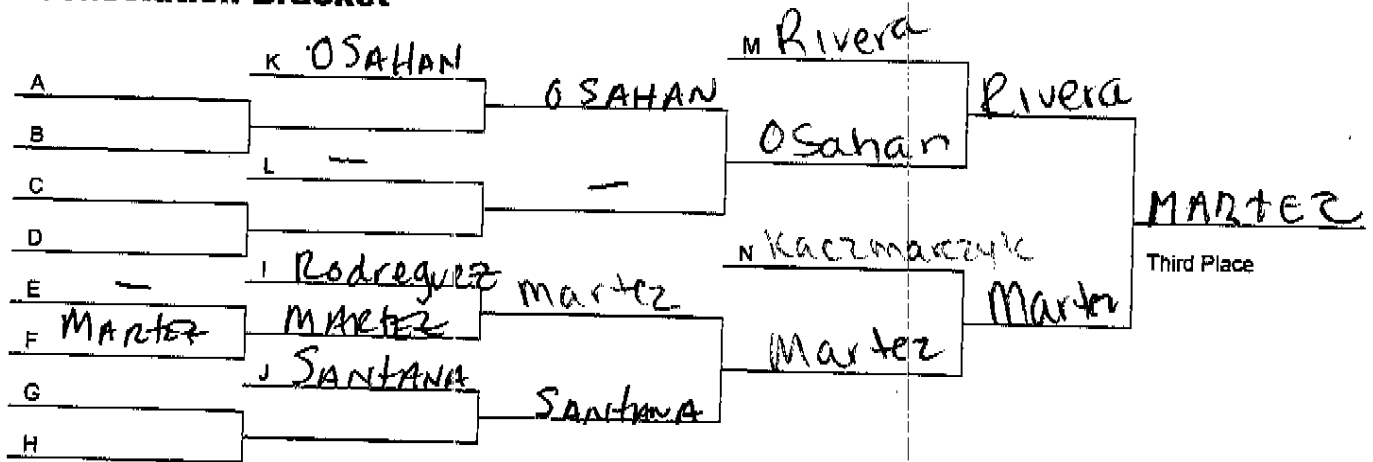 Consolation Bracket
A
B
C
D
E —
F MARTEZ
G
H
K OSAHAN
L —
I Rodreguez
MARTEZ
J SANTANA
OSAHAN
—
Martez
SANTANA
M Rivera
OSahan
N Kaczmarczyk
Martez
Rivera
Martez
MARTEZ
Third Place